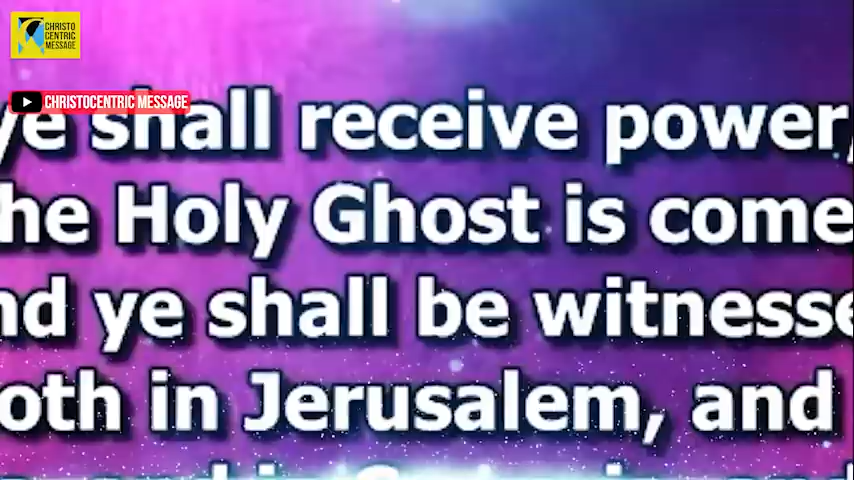 CHRISTO
CENTRIC
MESSAGE
CHRISTOCENTRIC MESSAGE
ye shall receive power,
he Holy Ghost is come
nd ye shall be witnesse
oth in Jerusalem, and